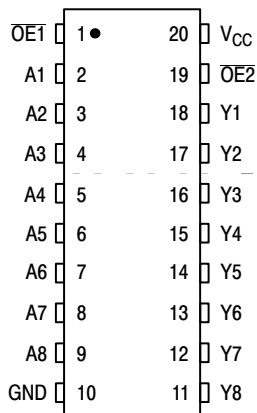 O̅E̅1̅ 1 20 VCC
A1 2 19 O̅E̅2̅
A2 3 18 Y1
A3 4 17 Y2
A4 5 16 Y3
A5 6 15 Y4
A6 7 14 Y5
A7 8 13 Y6
A8 9 12 Y7
GND 10 11 Y8